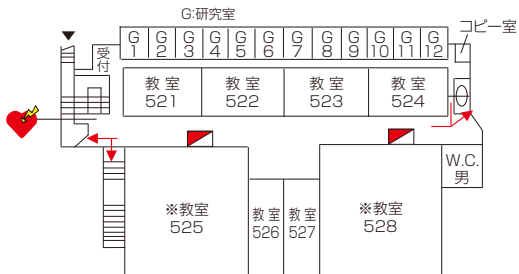 G:研究室
コピー室
受付
G1
G2
G3
G4
G5
G6
G7
G8
G9
G10
G11
G12
教室
521
教室
522
教室
523
教室
524
W.C.
男
※教室
525
教室
526
教室
527
※教室
528